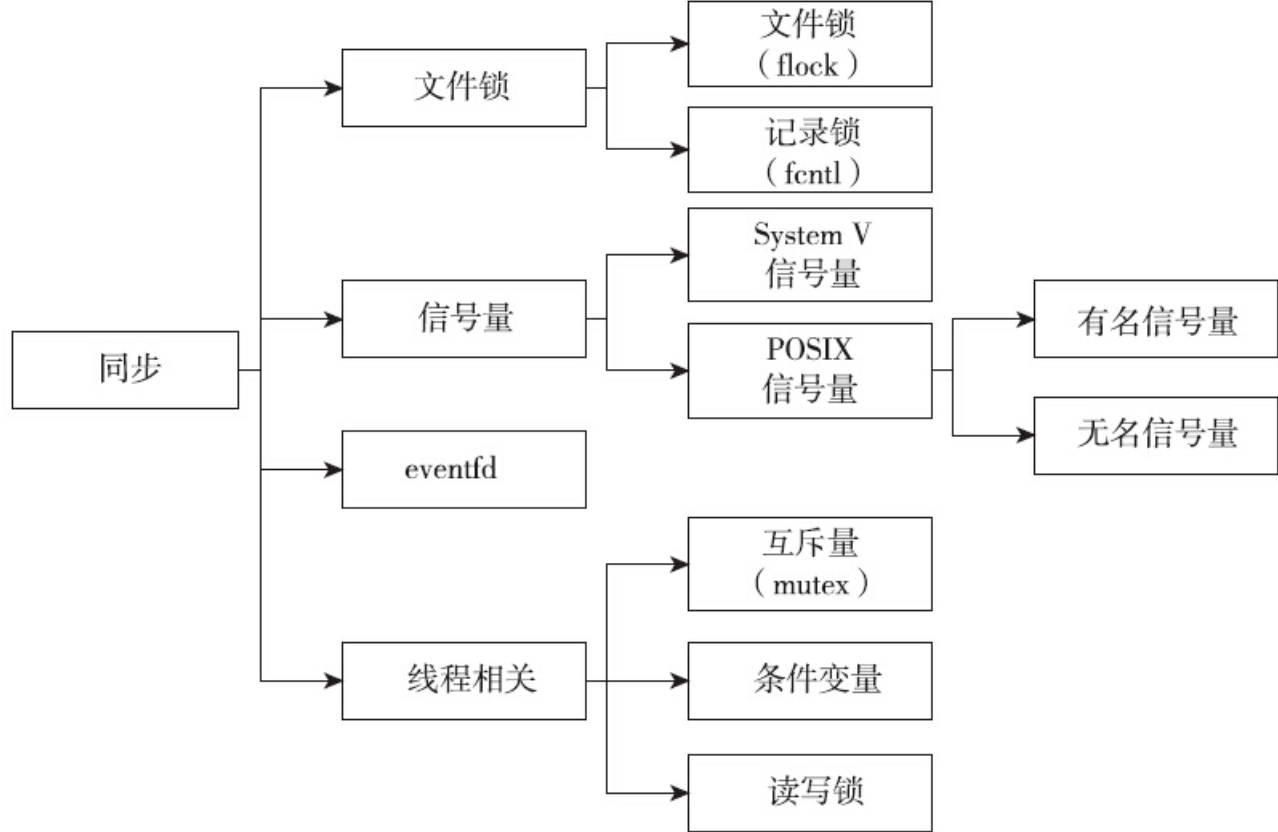 文件锁
（flock）
文件锁
记录锁
（fcntl）
System V
信号量
信号量
有名信号量
POSIX
信号量
同步
无名信号量
eventfd
互斥量
（mutex）
线程相关
条件变量
读写锁